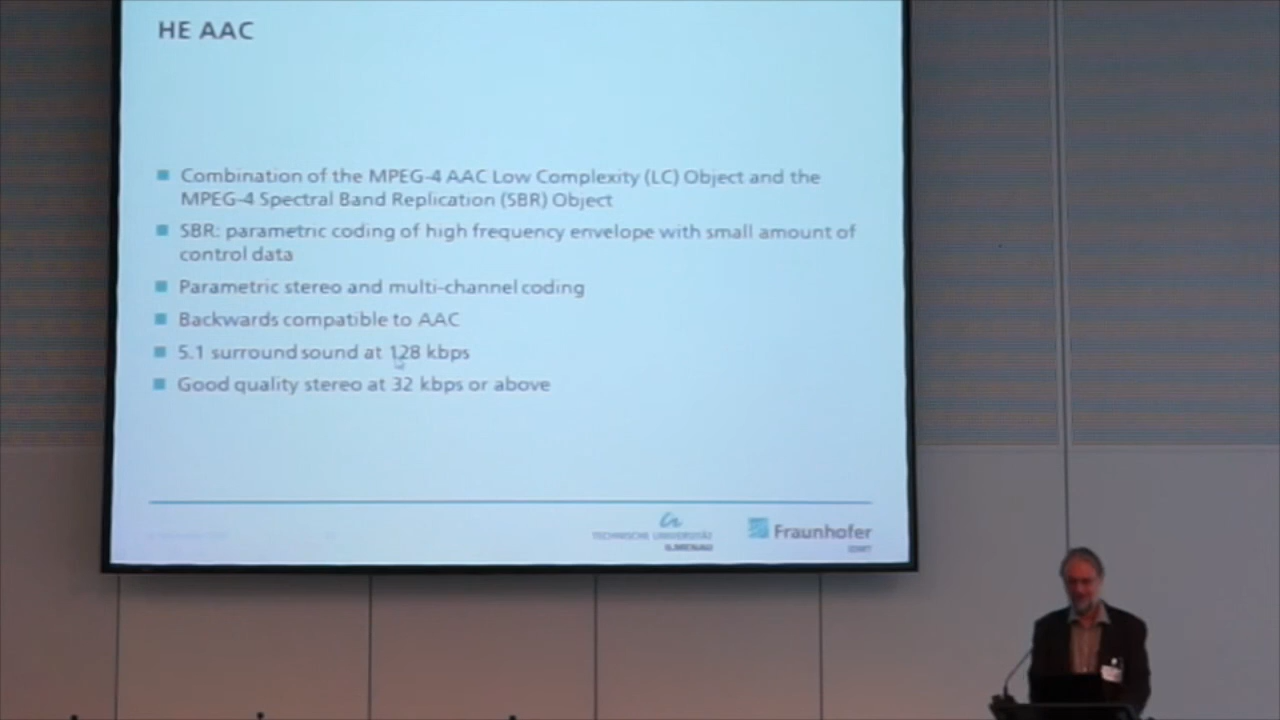 HE AAC
Combination of the MPEG-4 AAC Low Complexity (LC) Object and the
MPEG-4 Spectral Band Replication (SBR) Object
SBR: parametric coding of high frequency envelope with small amount of
control data
Parametric stereo and multi-channel coding
Backwards compatible to AAC
5.1 surround sound at 128 kbps
Good quality stereo at 32 kbps or above
TECHNISCHE UNIVERSITÄT
ILMENAU
Fraunhofer
IDMT